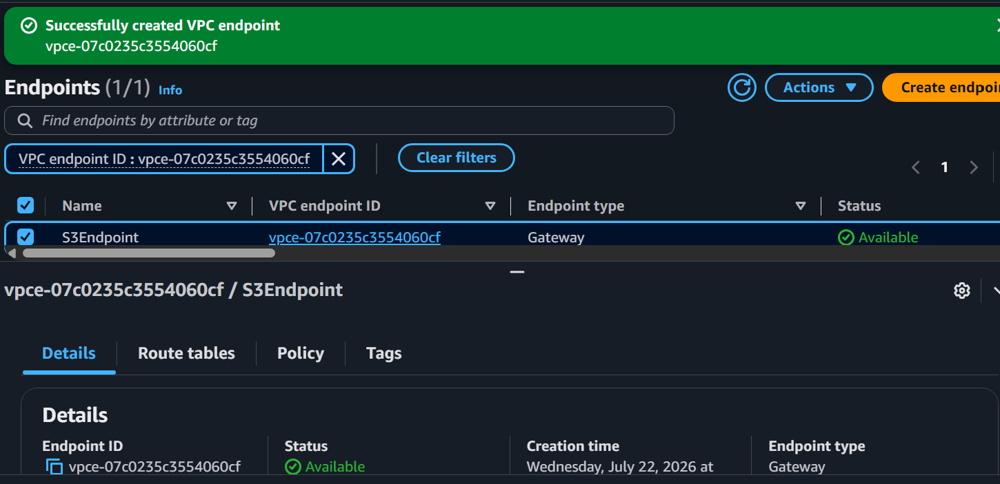 Successfully created VPC endpoint
vpce-07c0235c3554060cf
Endpoints (1/1) Info
Actions
Create endpoi
Find endpoints by attribute or tag
VPC endpoint ID : vpce-07c0235c3554060cf
Clear filters
1
Name VPC endpoint ID Endpoint type Status
S3Endpoint vpce-07c0235c3554060cf Gateway Available
vpce-07c0235c3554060cf / S3Endpoint
Details Route tables Policy Tags
Details
Endpoint ID Status Creation time Endpoint type
vpce-07c0235c3554060cf Available Wednesday, July 22, 2026 at Gateway